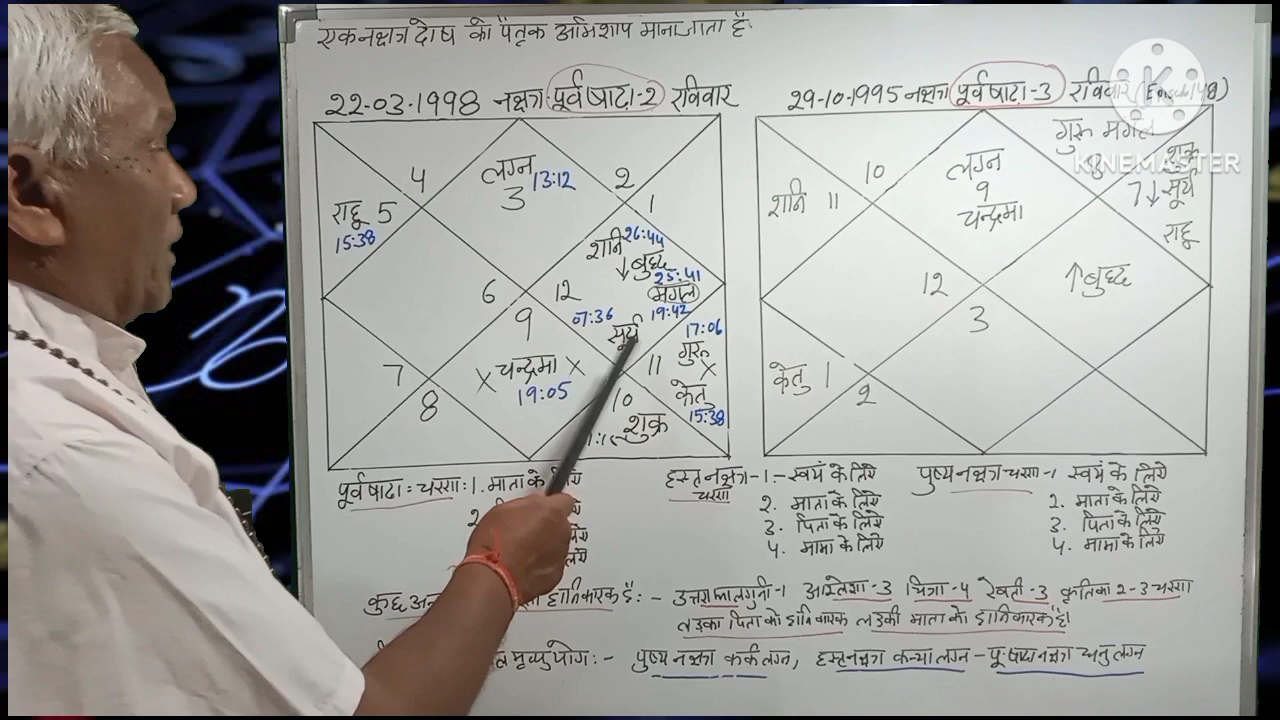 एकनक्षत्र दोष को पैतृक अभिशाप माना जाता है:
22-03-1998 नक्षत्र पूर्वषाढा-2 रविवार
29-10-1995 नक्षत्र पूर्वषाढा-3 रविवार
KINEMASTER
4
लग्न 13:12
3
2
1
राहू 5
15:38
शनि 26:44
↓ बुद्ध
25:41
12
मंगल
19:42
6
07:36
सूर्य
9
17:06
गुरू
X चन्द्रमा X
19:05
11
X
केतु
15:38
7
8
10
शुक्र
गुरू मंगल
8
10
लग्न
9
चन्द्रमा
शुक्र
7 ↓ सूर्य
राहू
शनि 11
12
↑ बुद्ध
3
केतु 1
2
पूर्वषाढा: चरण: 1. माता के लिये
2
लिये
लिये
हस्त नक्षत्र-1:- स्वयं के लिये
चरण
2. माता के लिये
3. पिता के लिये
4. मामा के लिये
पुष्य नक्षत्र चरण-1 स्वयं के लिये
2. माता के लिये
3. पिता के लिये
4. मामा के लिये
कुछ हानिकारक है:- उत्तराफाल्गुनी-1 अश्लेशा-3 चित्रा-4 रेवती-3 कृतिका 2-3 चरण
लड़का पिता को हानिकारक लड़की माता को हानिकारक है।
मृत्युयोग:- पुष्य नक्षत्र कर्क लग्न, हस्तनक्षत्र कन्या लग्न - पू.षाढा नक्षत्र धनु लग्न